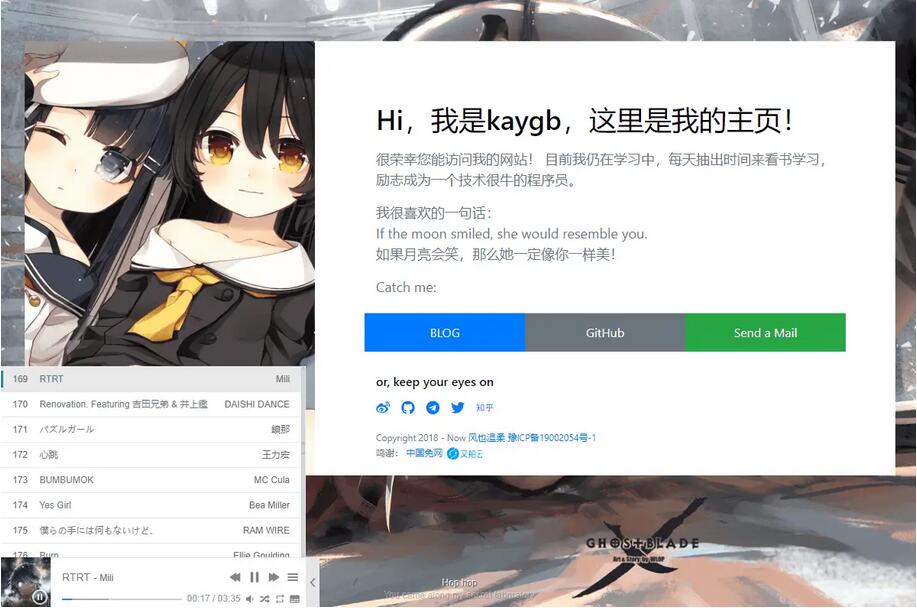 Hi，我是kaygb，这里是我的主页！
很荣幸您能访问我的网站！ 目前我仍在学习中，每天抽出时间来看书学习，
励志成为一个技术很牛的程序员。
我很喜欢的一句话：
If the moon smiled, she would resemble you.
如果月亮会笑，那么她一定像你一样美！
Catch me:
BLOG GitHub Send a Mail
or, keep your eyes on
知乎
Copyright 2018 - Now 风也温柔 豫ICP备19002054号-1
鸣谢： 中国免网 又拍云
169 RTRT Mili
170 Renovation. Featuring 吉田兄弟 & 井上鑑 DAISHI DANCE
171 パズルガール 鎖那
172 心跳 王力宏
173 BUMBUMOK MC Cula
174 Yes Girl Bea Miller
175 僕らの手には何もないけど、 RAM WIRE
176 Burn Ellie Goulding
RTRT - Mili
00:17 / 03:35
Hop hop
GHOSTBLADE
Art & Story by WLOP